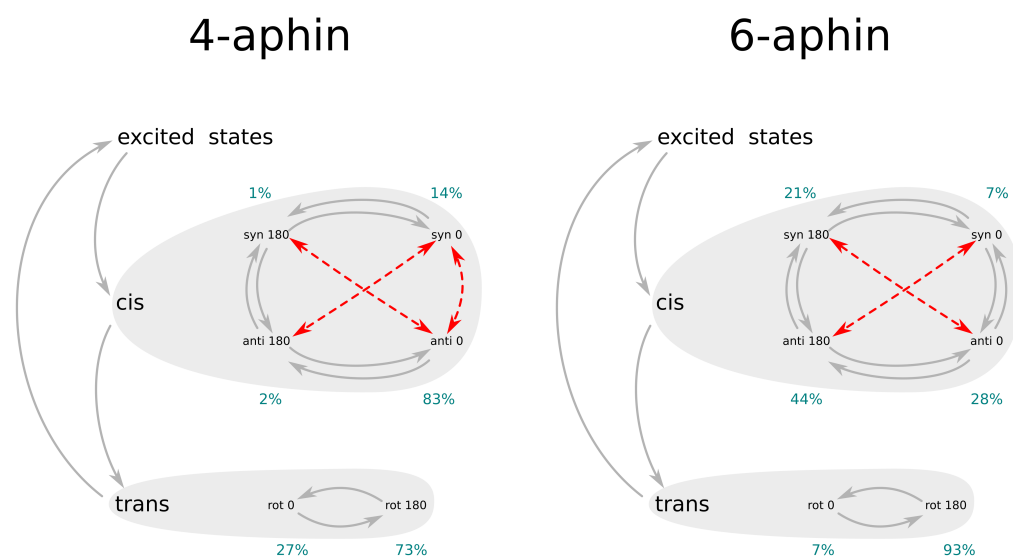 4-aphin
6-aphin
excited states
excited states
1%
14%
21%
7%
syn 180
syn 0
syn 180
syn 0
cis
cis
anti 180
anti 0
anti 180
anti 0
2%
83%
44%
28%
trans
rot 0
rot 180
trans
rot 0
rot 180
27%
73%
7%
93%